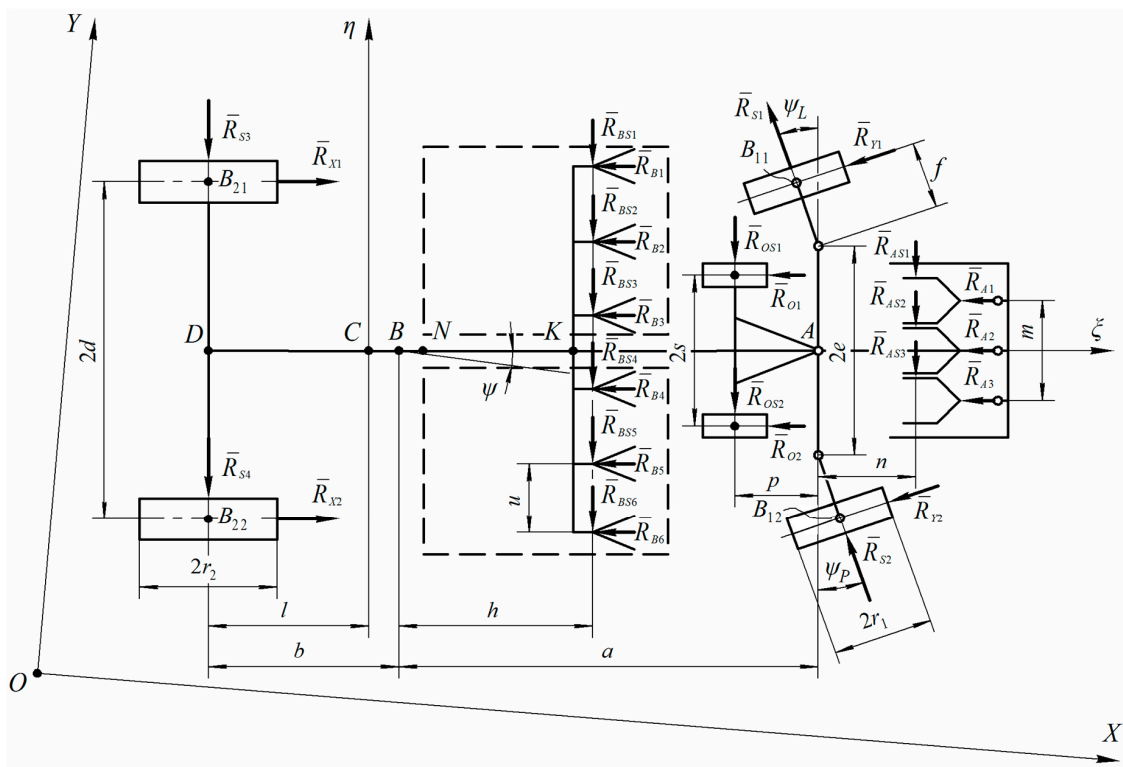 Y
η
R̄S3
R̄X1
B21
2d
D
C
B
N
K
ψ
R̄BS1
R̄B1
R̄BS2
R̄B2
R̄BS3
R̄B3
R̄BS4
R̄B4
R̄BS5
R̄B5
R̄BS6
R̄B6
u
R̄S1
ψL
B11
R̄Y1
f
R̄OS1
R̄O1
2s
A
2e
R̄OS2
R̄O2
p
R̄AS1
R̄A1
R̄AS2
R̄A2
R̄AS3
R̄A3
m
ξ
n
R̄S4
R̄X2
B22
2r2
B12
R̄Y2
R̄S2
ψP
2r1
l
h
b
a
O
X